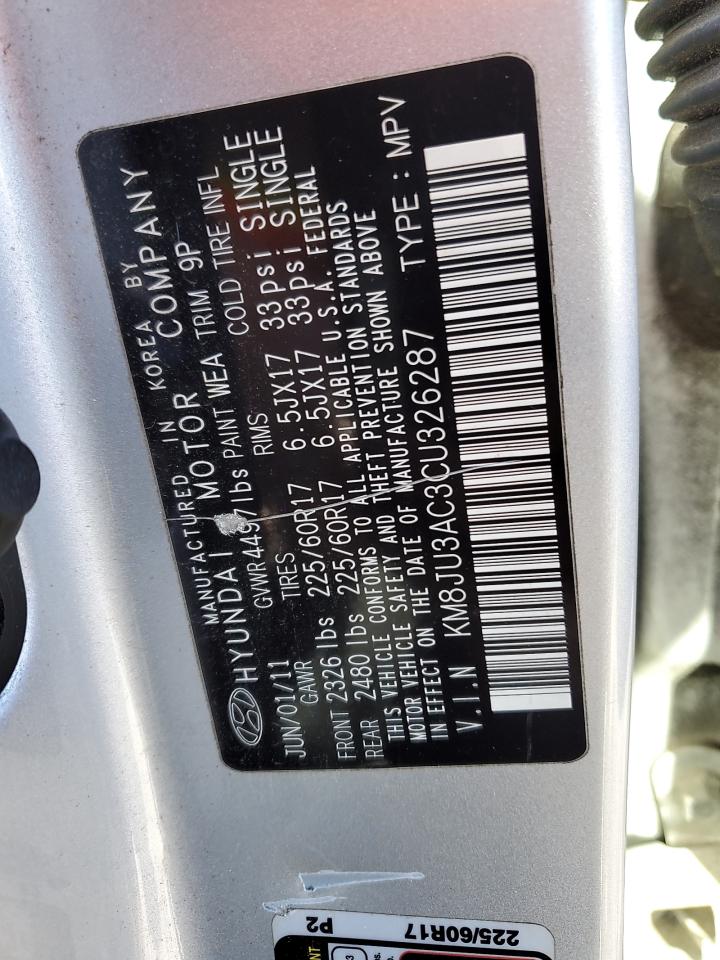 MANUFACTURED IN KOREA BY
HYUNDAI MOTOR COMPANY
JUN/01/11 GVWR 4497lbs PAINT WEA TRIM 9P
GAWR TIRES RIMS COLD TIRE INFL
FRONT 2326 lbs 225/60R17 6.5JX17 33psi SINGLE
REAR 2480 lbs 225/60R17 6.5JX17 33psi SINGLE
THIS VEHICLE CONFORMS TO ALL APPLICABLE U.S.A. FEDERAL
MOTOR VEHICLE SAFETY AND THEFT PREVENTION STANDARDS
IN EFFECT ON THE DATE OF MANUFACTURE SHOWN ABOVE
V.I.N KM8JU3AC3CU326287 TYPE : MPV
225/60R17 P2